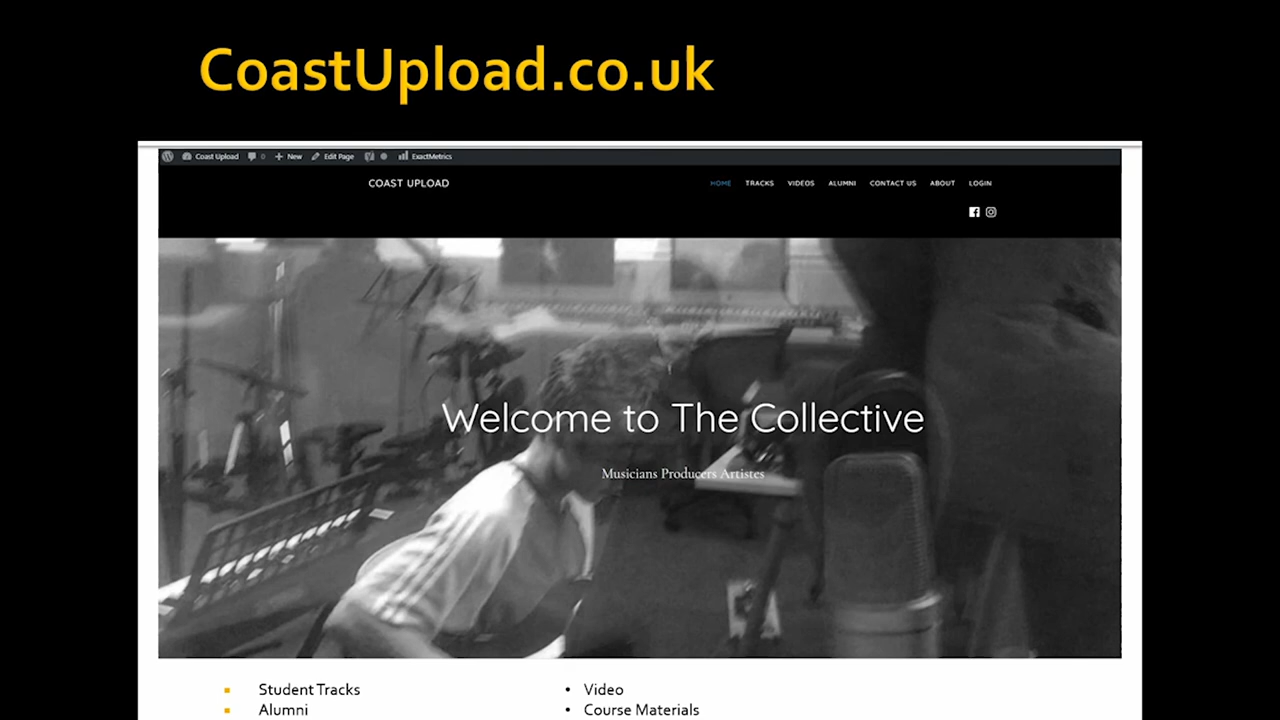 CoastUpload.co.uk
Coast Upload 0 New Edit Page ExactMetrics
COAST UPLOAD HOME TRACKS VIDEOS ALUMNI CONTACT US ABOUT LOGIN
Welcome to The Collective
Musicians Producers Artistes
Student Tracks
Alumni
Video
Course Materials